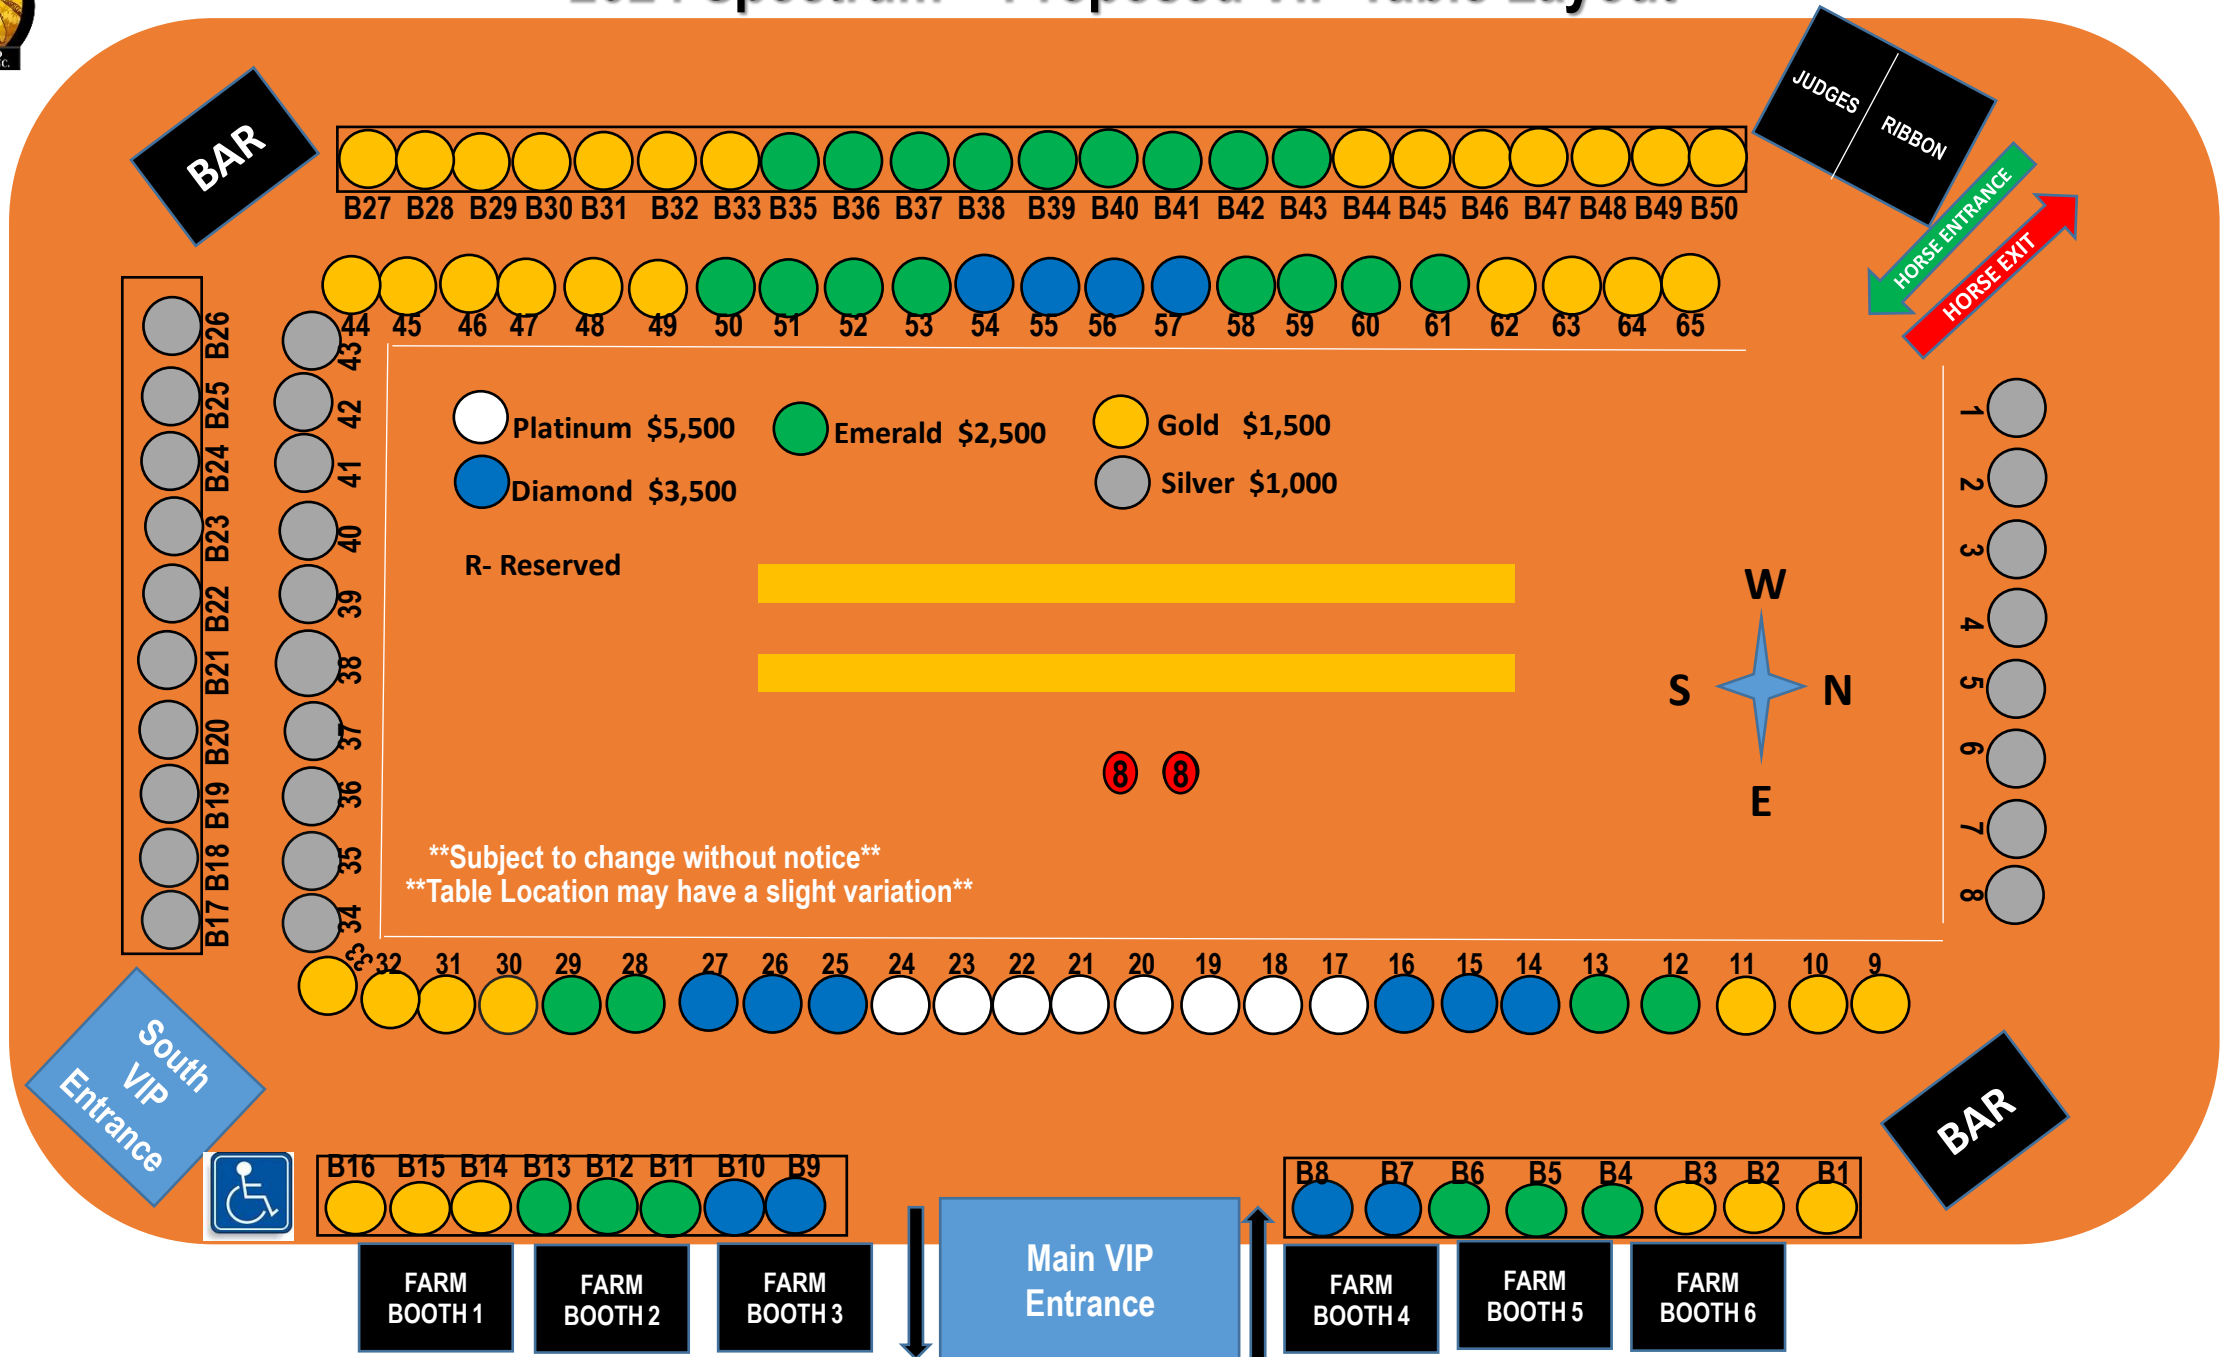 2024 Spectrum - Proposed VIP Table Layout
BAR
JUDGES
RIBBON
HORSE ENTRANCE
HORSE EXIT
B27 B28 B29 B30 B31 B32 B33 B35 B36 B37 B38 B39 B40 B41 B42 B43 B44 B45 B46 B47 B48 B49 B50
44 45 46 47 48 49 50 51 52 53 54 55 56 57 58 59 60 61 62 63 64 65
B26
B25
B24
B23
B22
B21
B20
B19
B18
B17
43
42
41
40
39
38
37
36
35
34
33
Platinum $5,500
Emerald $2,500
Gold $1,500
Diamond $3,500
Silver $1,000
R- Reserved
W
S
N
E
8 8
**Subject to change without notice**
**Table Location may have a slight variation**
1
2
3
4
5
6
7
8
32 31 30 29 28 27 26 25 24 23 22 21 20 19 18 17 16 15 14 13 12 11 10 9
South
VIP
Entrance
BAR
B16 B15 B14 B13 B12 B11 B10 B9
B8 B7 B6 B5 B4 B3 B2 B1
FARM
BOOTH 1
FARM
BOOTH 2
FARM
BOOTH 3
Main VIP
Entrance
FARM
BOOTH 4
FARM
BOOTH 5
FARM
BOOTH 6